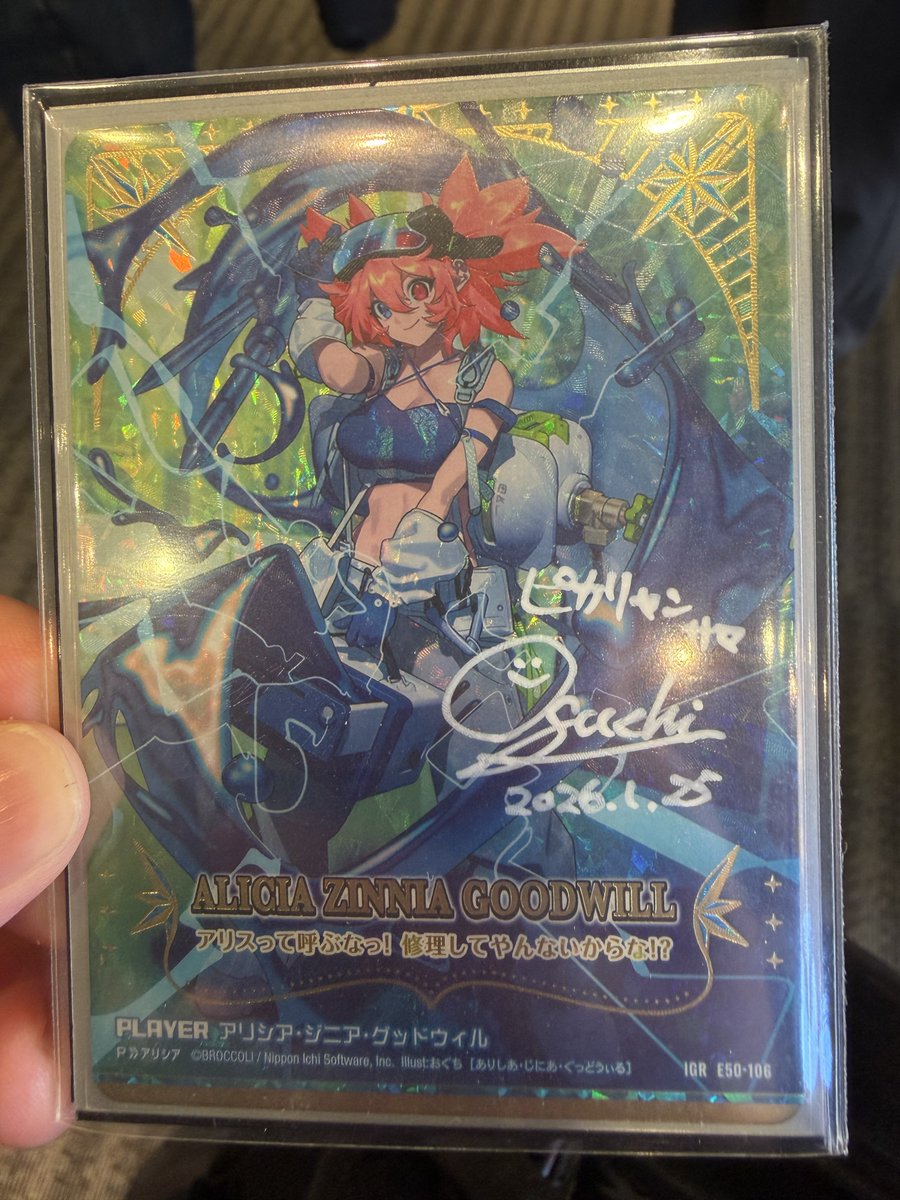 ピカリャン
サマ
Oguchi
2026.1.25
ALICIA ZINNIA GOODWILL
アリスって呼ぶなっ! 修理してやんないからな!?
PLAYER アリシア・ジニア・グッドウィル
P》アリシア ©BROCCOLI / Nippon Ichi Software, Inc. illust:おぐち [ありしあ・じにあ・ぐっどうぃる] IGR E50-106